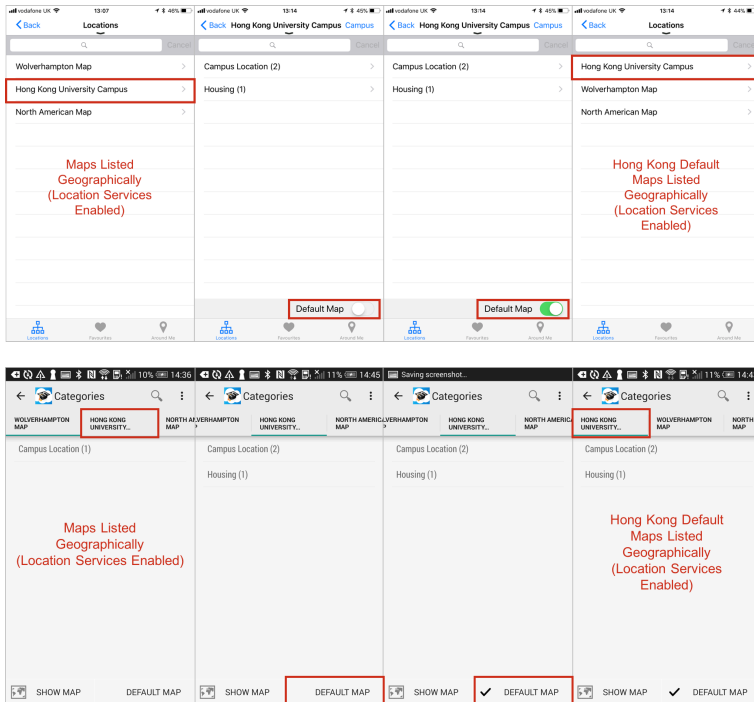 vodafone UK 13:07 46%
Back Locations
Cancel
Wolverhampton Map
Hong Kong University Campus
North American Map
Maps Listed
Geographically
(Location Services
Enabled)
Locations Favourites Around Me
vodafone UK 13:14 45%
Back Hong Kong University Campus Campus
Cancel
Campus Location (2)
Housing (1)
Default Map
Locations Favourites Around Me
vodafone UK 13:14 45%
Back Hong Kong University Campus Campus
Cancel
Campus Location (2)
Housing (1)
Default Map
Locations Favourites Around Me
vodafone UK 13:14 44%
Back Locations
Cance
Hong Kong University Campus
Wolverhampton Map
North American Map
Hong Kong Default
Maps Listed
Geographically
(Location Services
Enabled)
Locations Favourites Around Me
10% 14:36
Categories
WOLVERHAMPTON MAP
HONG KONG UNIVERSITY...
NORTH AM MAP
Campus Location (1)
Maps Listed
Geographically
(Location Services Enabled)
SHOW MAP DEFAULT MAP
11% 14:45
Categories
VERHAMPTON
HONG KONG UNIVERSITY...
NORTH AMERICA MAP
Campus Location (2)
Housing (1)
SHOW MAP DEFAULT MAP
Saving screenshot...
Categories
VERHAMPTON
HONG KONG UNIVERSITY...
NORTH AMERICA MAP
Campus Location (2)
Housing (1)
SHOW MAP DEFAULT MAP
11% 14:4
Categories
HONG KONG UNIVERSITY...
WOLVERHAMPTON MAP
NORTH MAP
Campus Location (2)
Housing (1)
Hong Kong Default
Maps Listed
Geographically
(Location Services
Enabled)
SHOW MAP DEFAULT MAP